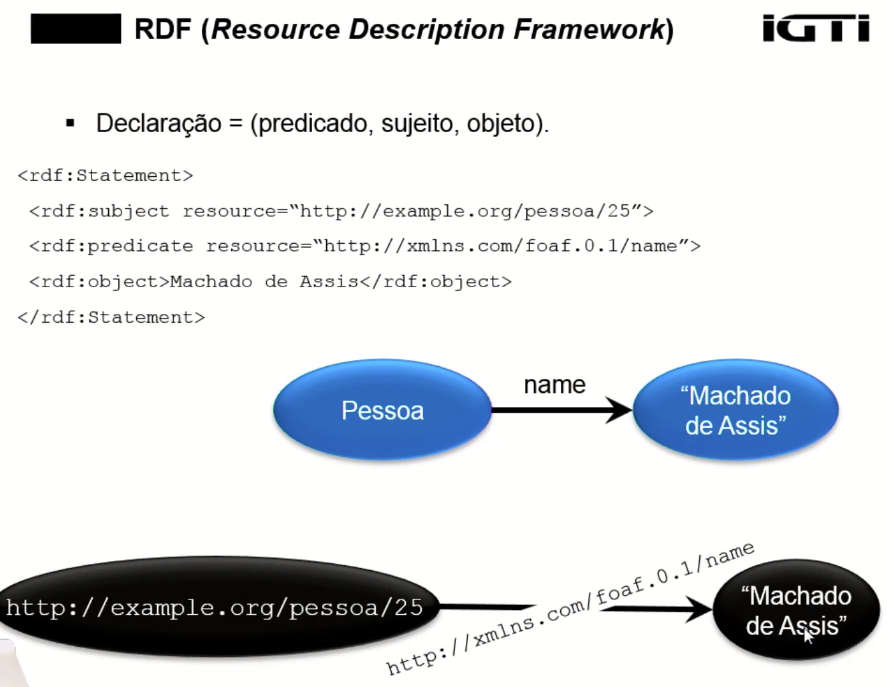 RDF (Resource Description Framework)
iGTi
▪ Declaração = (predicado, sujeito, objeto).
<rdf:Statement>
<rdf:subject resource=“http://example.org/pessoa/25”>
<rdf:predicate resource=“http://xmlns.com/foaf.0.1/name”>
<rdf:object>Machado de Assis</rdf:object>
</rdf:Statement>
name
Pessoa
“Machado
de Assis”
http://example.org/pessoa/25
http://xmlns.com/foaf.0.1/name
“Machado
de Assis”